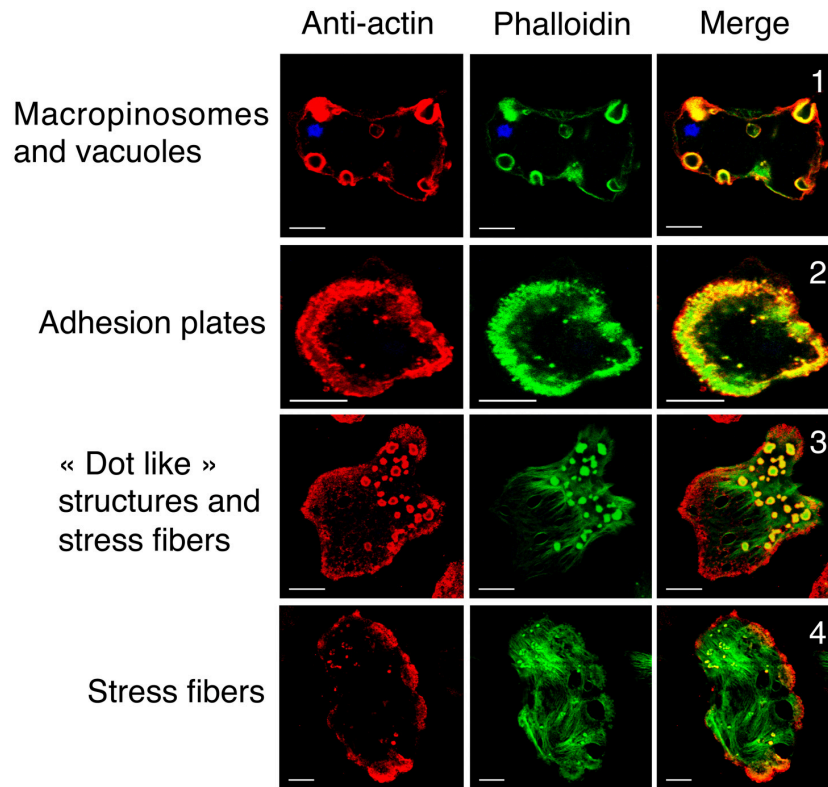 Anti-actin Phalloidin Merge
Macropinosomes
and vacuoles
1
Adhesion plates
2
« Dot like »
structures and
stress fibers
3
Stress fibers
4